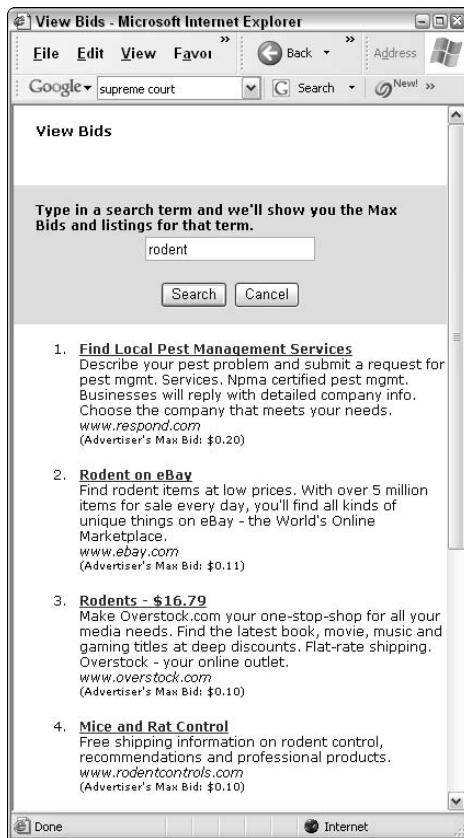 View Bids - Microsoft Internet Explorer
File Edit View Favor » Back » Address
Google supreme court G Search New! »
View Bids
Type in a search term and we'll show you the Max
Bids and listings for that term.
rodent
Search Cancel
1. Find Local Pest Management Services
Describe your pest problem and submit a request for
pest mgmt. Services. Npma certified pest mgmt.
Businesses will reply with detailed company info.
Choose the company that meets your needs.
www.respond.com
(Advertiser's Max Bid: $0.20)
2. Rodent on eBay
Find rodent items at low prices. With over 5 million
items for sale every day, you'll find all kinds of
unique things on eBay - the World's Online
Marketplace.
www.ebay.com
(Advertiser's Max Bid: $0.11)
3. Rodents - $16.79
Make Overstock.com your one-stop-shop for all your
media needs. Find the latest book, movie, music and
gaming titles at deep discounts. Flat-rate shipping.
Overstock - your online outlet.
www.overstock.com
(Advertiser's Max Bid: $0.10)
4. Mice and Rat Control
Free shipping information on rodent control,
recommendations and professional products.
www.rodentcontrols.com
(Advertiser's Max Bid: $0.10)
Done Internet